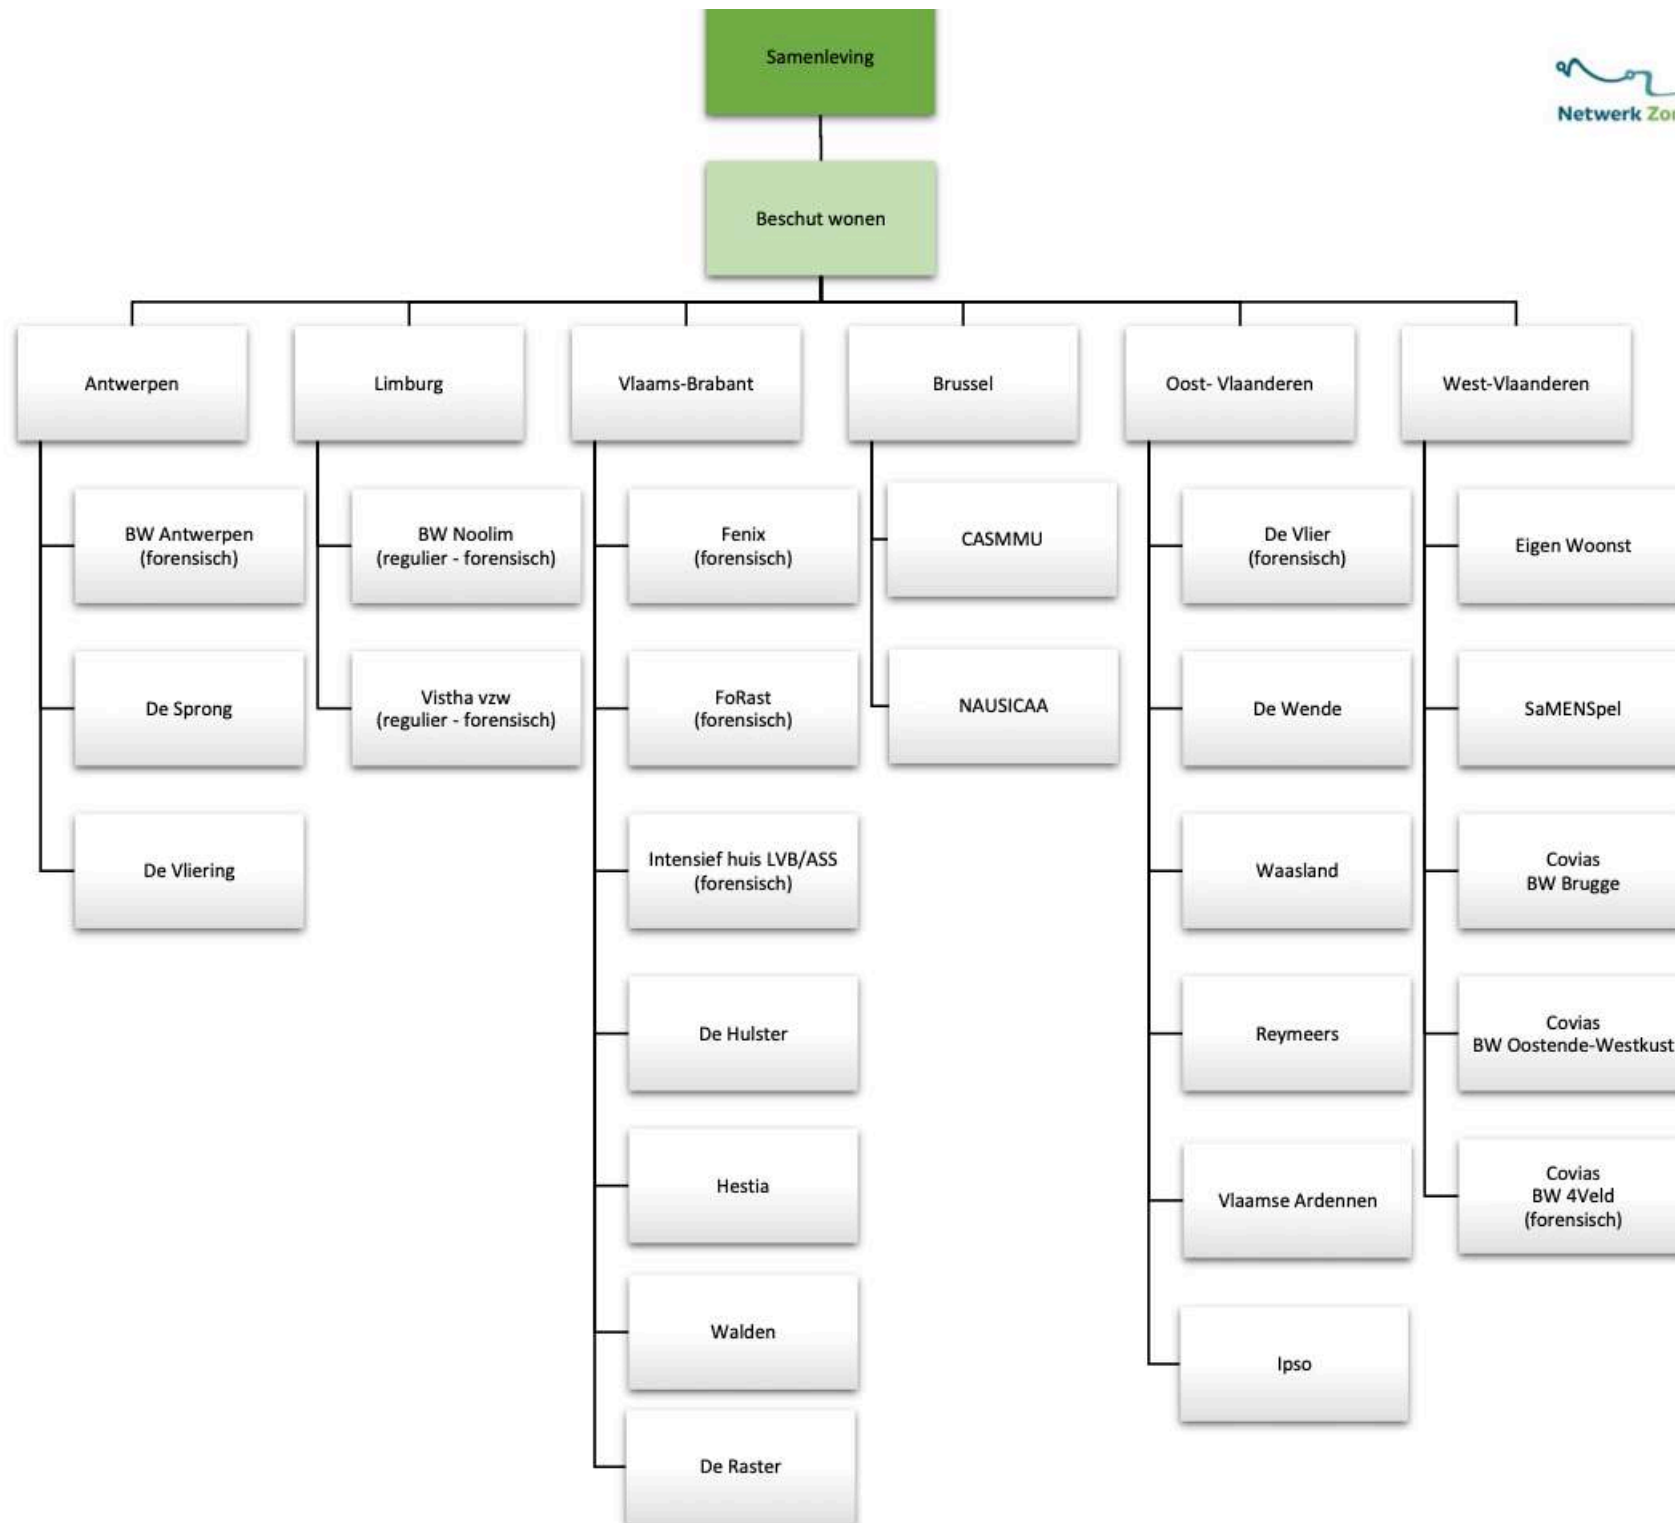 Samenleving
Netwerk
Beschut wonen
Antwerpen
Limburg
Vlaams-Brabant
Brussel
Oost- Vlaanderen
West-Vlaanderen
BW Antwerpen
(forensisch)
De Sprong
De Vliering
BW Noolim
(regulier - forensisch)
Vistha vzw
(regulier - forensisch)
Fenix
(forensisch)
FoRast
(forensisch)
Intensief huis LVB/ASS
(forensisch)
De Hulster
Hestia
Walden
De Raster
CASMMU
NAUSICAA
De Vlier
(forensisch)
De Wende
Waasland
Reymeers
Vlaamse Ardennen
Ipso
Eigen Woonst
SaMENSpel
Covias
BW Brugge
Covias
BW Oostende-Westkust
Covias
BW 4Veld
(forensisch)